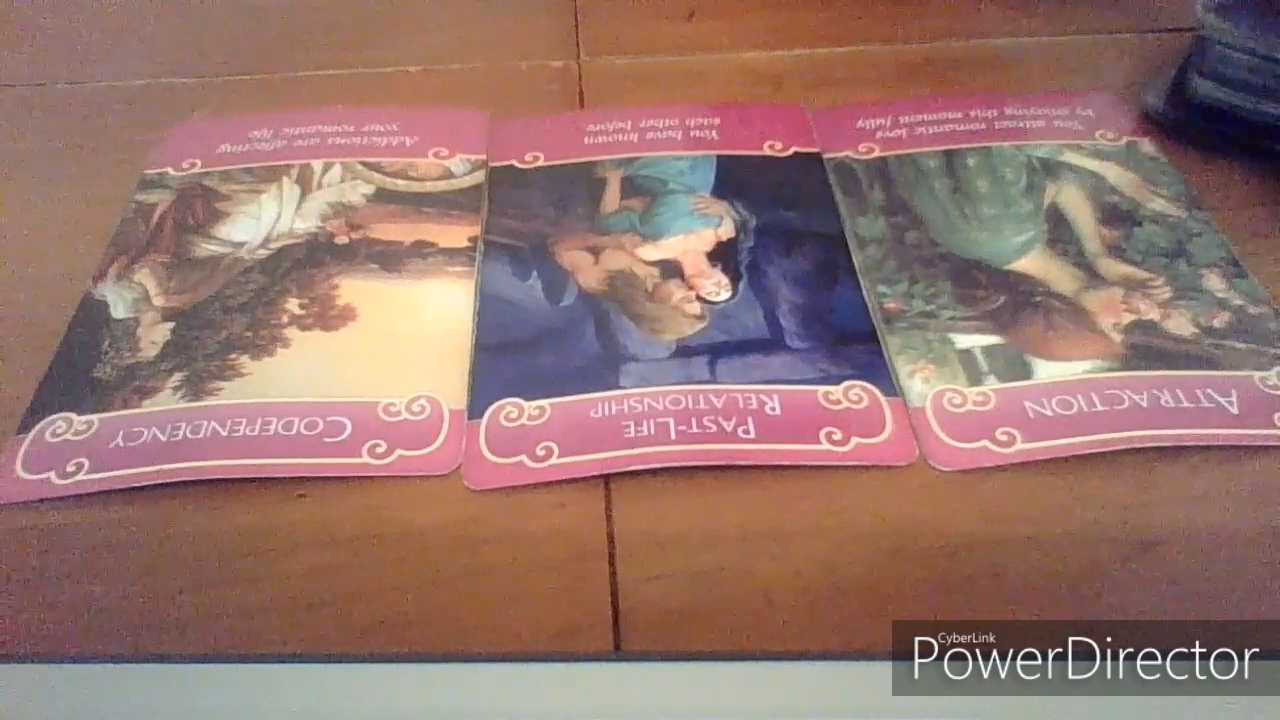 Addictions are affecting
your romantic life
CODEPENDENCY
You have known
each other before.
PAST-LIFE
RELATIONSHIP
You attract romantic love
by enjoying this moment fully
ATTRACTION
CyberLink
PowerDirector